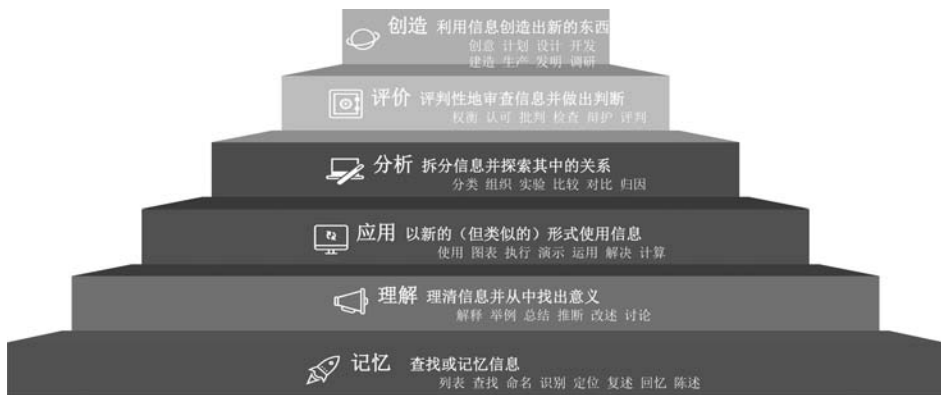 创造 利用信息创造出新的东西
创意 计划 设计 开发
建造 生产 发明 调研
评价 评判性地审查信息并做出判断
权衡 认可 批判 检查 辩护 评判
分析 拆分信息并探索其中的关系
分类 组织 实验 比较 对比 归因
应用 以新的（但类似的）形式使用信息
使用 图表 执行 演示 运用 解决 计算
理解 理清信息并从中找出意义
解释 举例 总结 推断 改述 讨论
记忆 查找或记忆信息
列表 查找 命名 识别 定位 复述 回忆 陈述